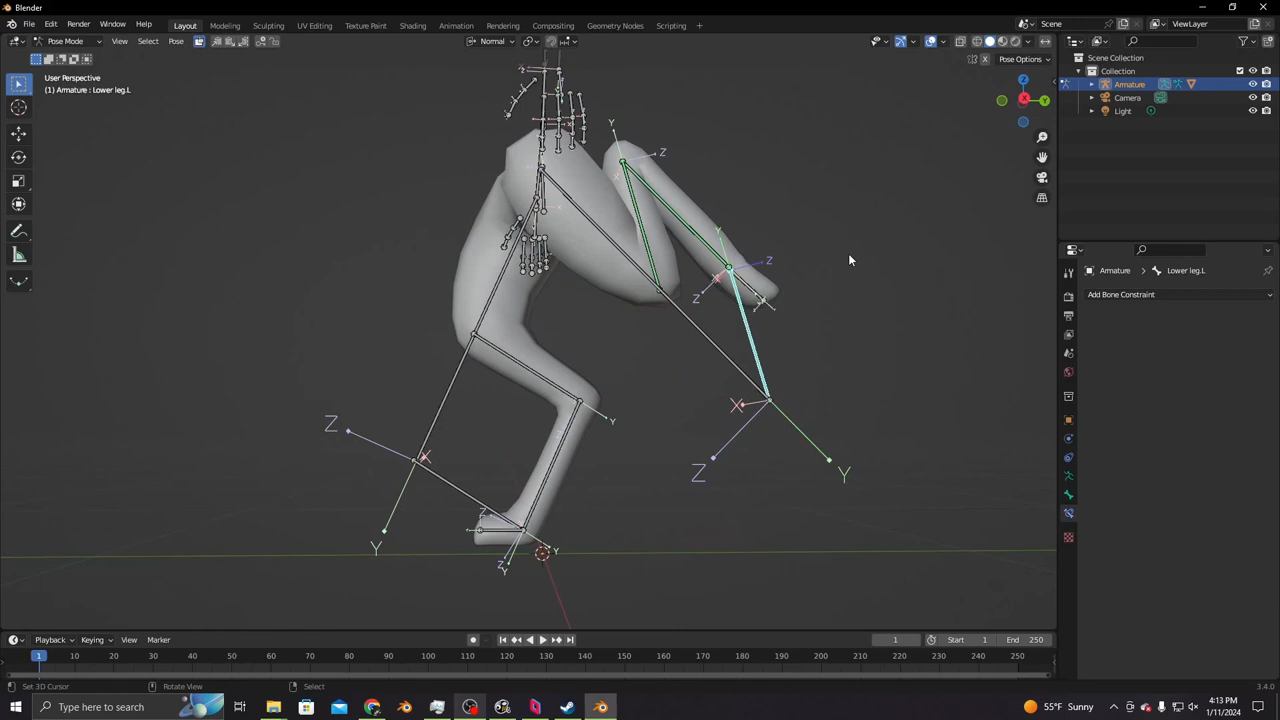 Blender
File Edit Render Window Help Layout Modeling Sculpting UV Editing Texture Paint Shading Animation Rendering Compositing Geometry Nodes Scripting + Scene ViewLayer
Pose Mode View Select Pose Normal
X Pose Options
User Perspective
(1) Armature : Lower leg.L
Scene Collection
Collection
Armature
Camera
Light
Armature > Lower leg.L
Add Bone Constraint
X
Y
Z
Y
Z
Z
Y
Z
X
Z
Y
Z
X
Y
Z
Y
Z
Y
Y
Playback Keying View Marker 1 Start 1 End 250
1 10 20 30 40 50 60 70 80 90 100 110 120 130 140 150 160 170 180 190 200 210 220 230 240 250
Set 3D Cursor Rotate View Select 3.4.0
Type here to search 55°F Sunny 4:13 PM
1/11/2024